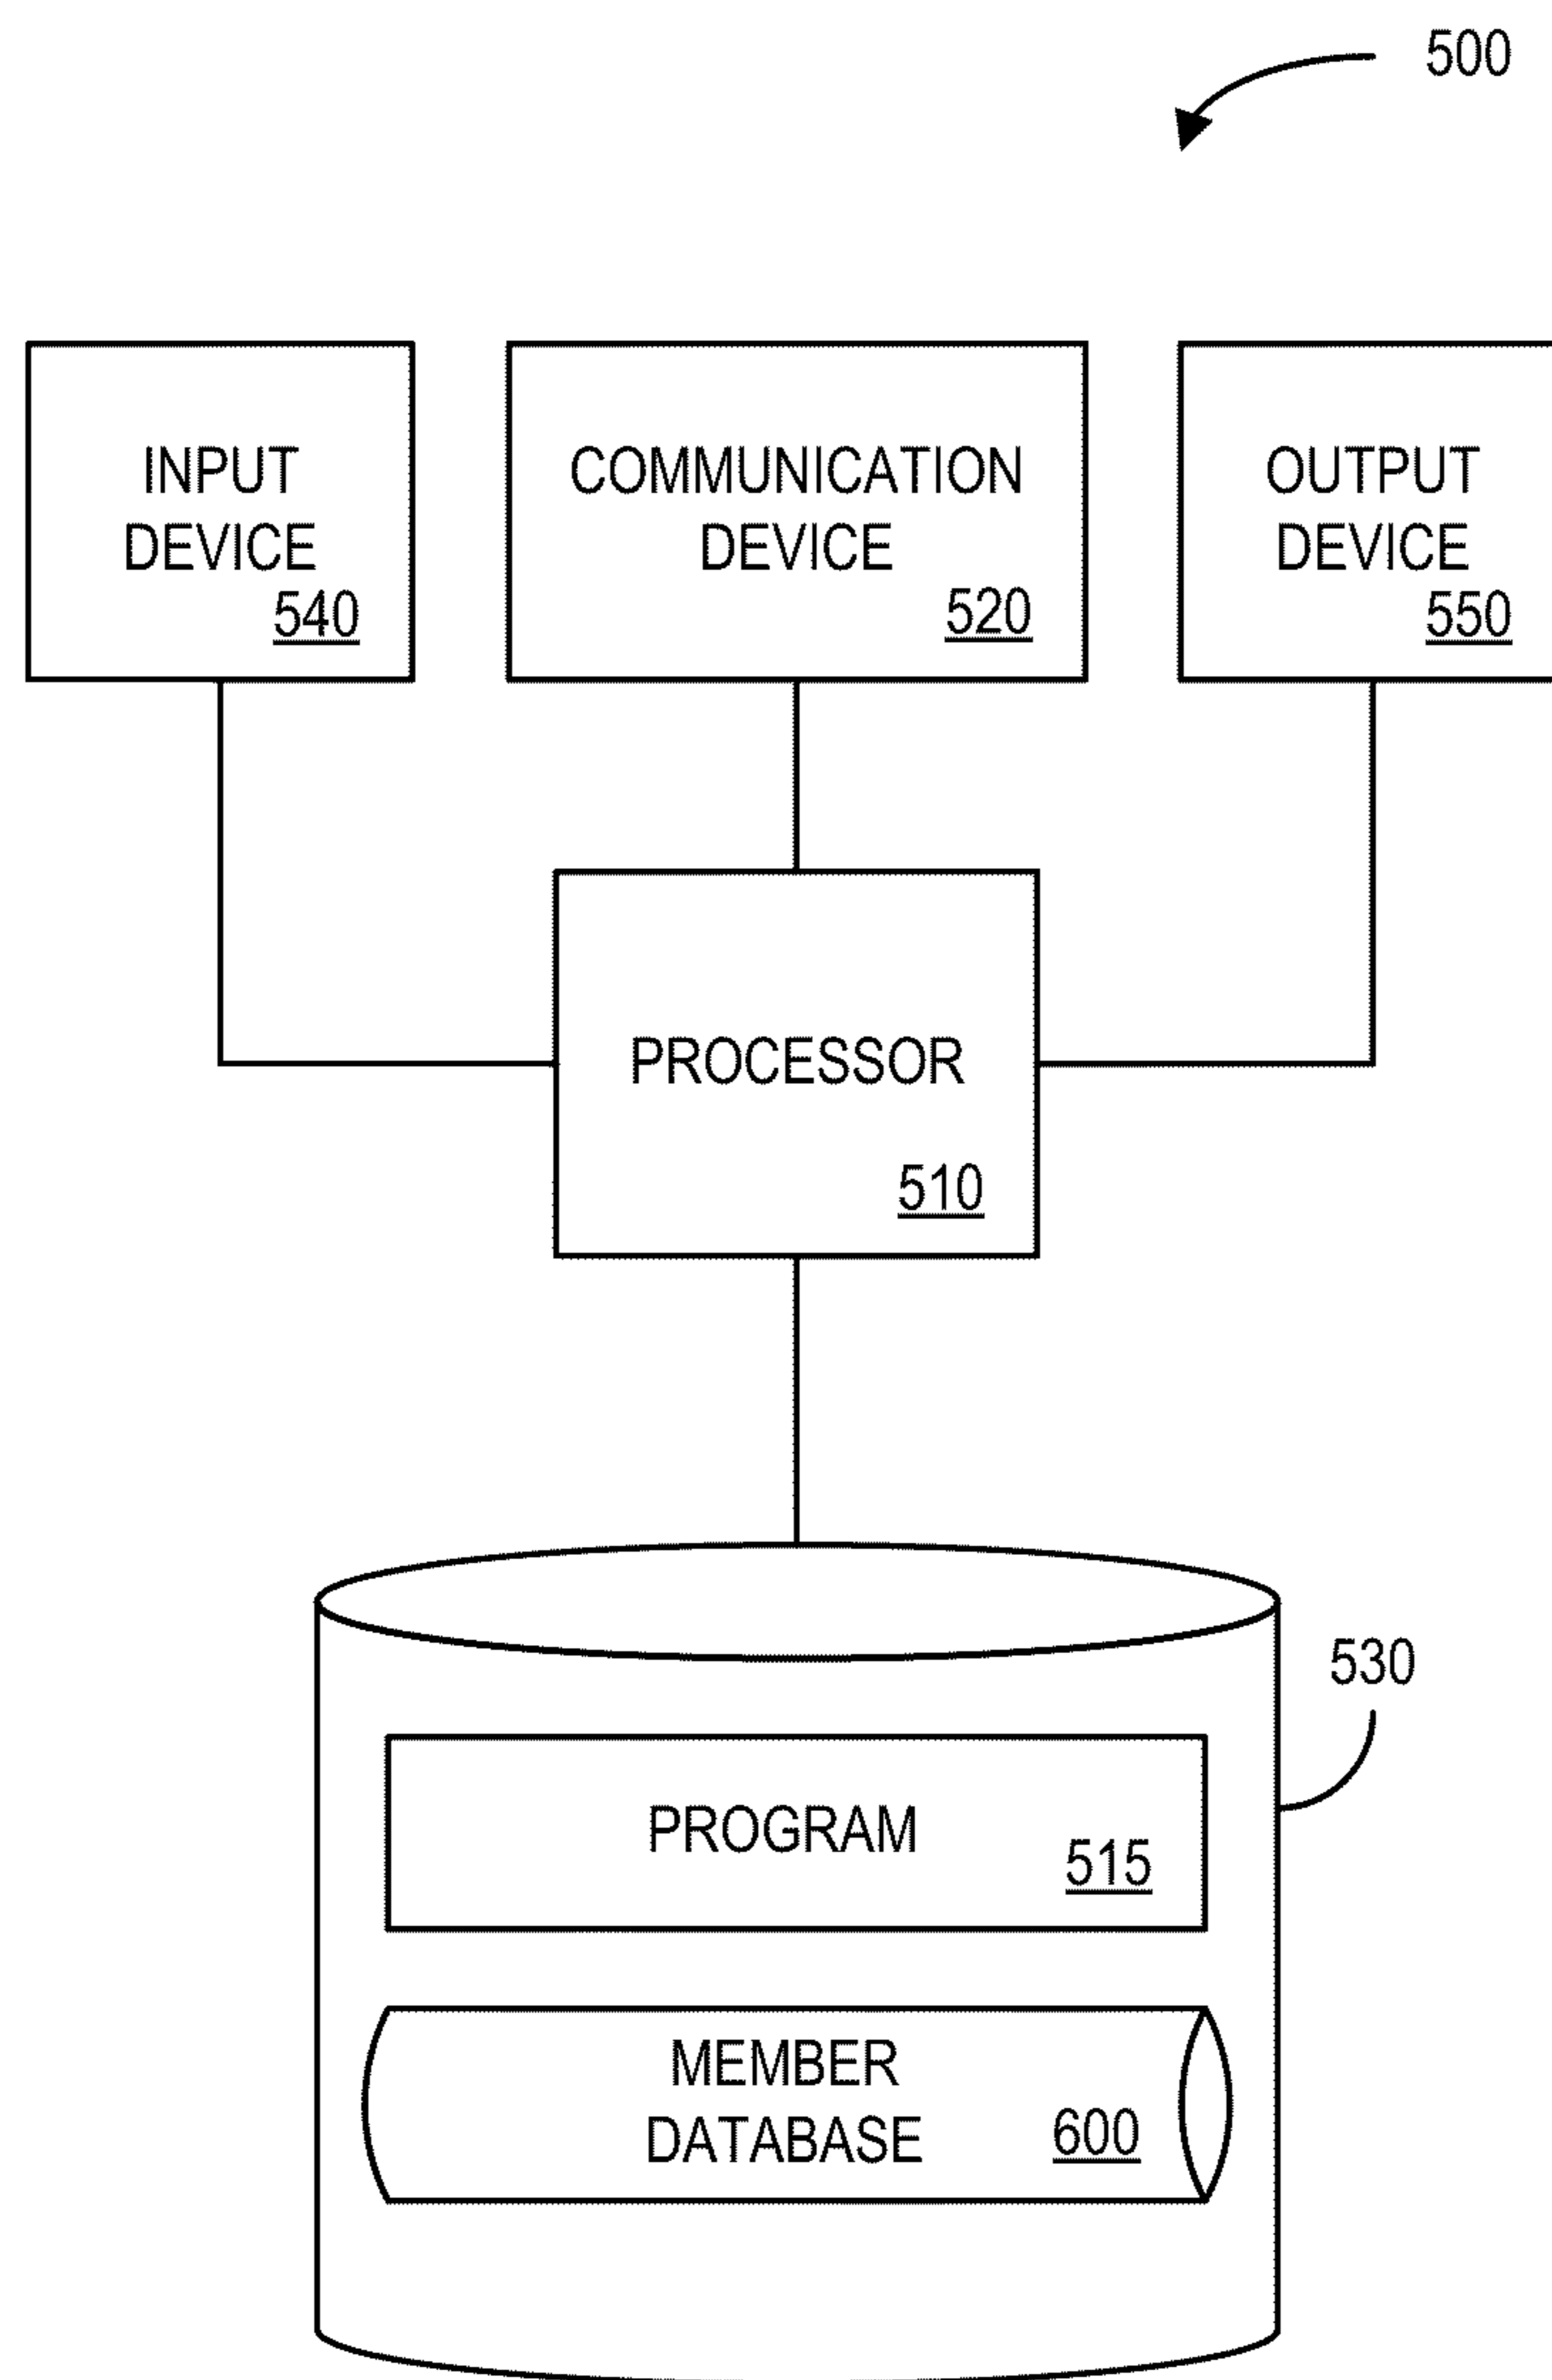 500
INPUT
DEVICE
540
COMMUNICATION
DEVICE
520
OUTPUT
DEVICE
550
PROCESSOR
510
530
PROGRAM
515
MEMBER
DATABASE
600